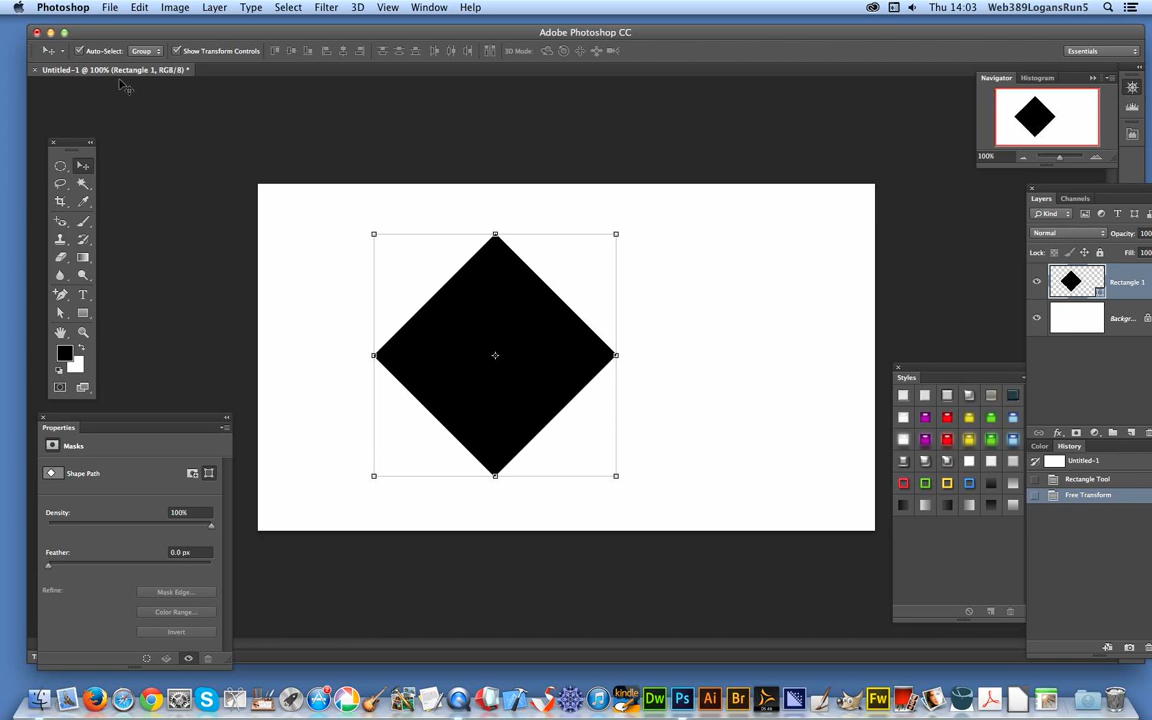 Photoshop File Edit Image Layer Type Select Filter 3D View Window Help Thu 14:03 Web389LogansRun5
Adobe Photoshop CC
Auto-Select: Group Show Transform Controls 3D Mode: Essentials
Untitled-1 @ 100% (Rectangle 1, RGB/8) *
Navigator Histogram
100%
Layers Channels
Kind
Normal Opacity: 100
Lock: Fill: 100
Rectangle 1
Backgr...
Styles
Properties
Masks
Shape Path
Density: 100%
Feather: 0.0 px
Refine: Mask Edge...
Color Range...
Invert
Color History
Untitled-1
Rectangle Tool
Free Transform
kindle
Dw Ps Ai Br Fw